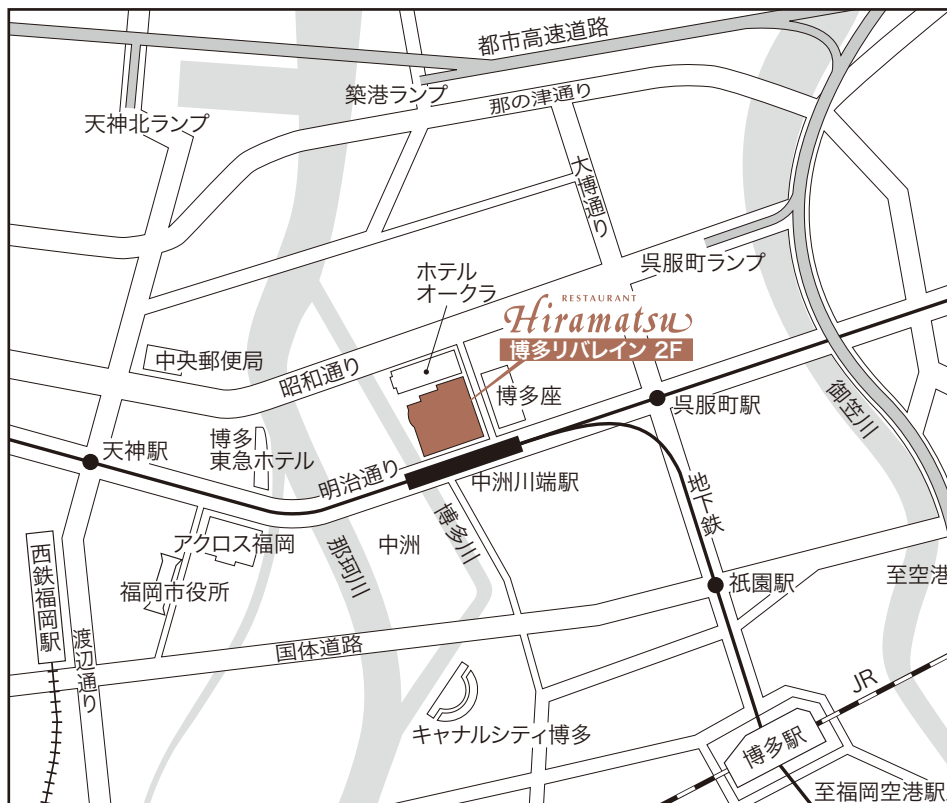 都市高速道路
築港ランプ
那の津通り
天神北ランプ
大博通り
呉服町ランプ
ホテル
オークラ
RESTAURANT
Hiramatsu
博多リバレイン 2F
中央郵便局
昭和通り
博多座
呉服町駅
御笠川
天神駅
博多
東急ホテル
明治通り
中洲川端駅
地下鉄
博多川
アクロス福岡
中洲
那珂川
西鉄福岡駅
福岡市役所
祇園駅
至空港
渡辺通り
国体道路
キャナルシティ博多
JR
博多駅
至福岡空港駅